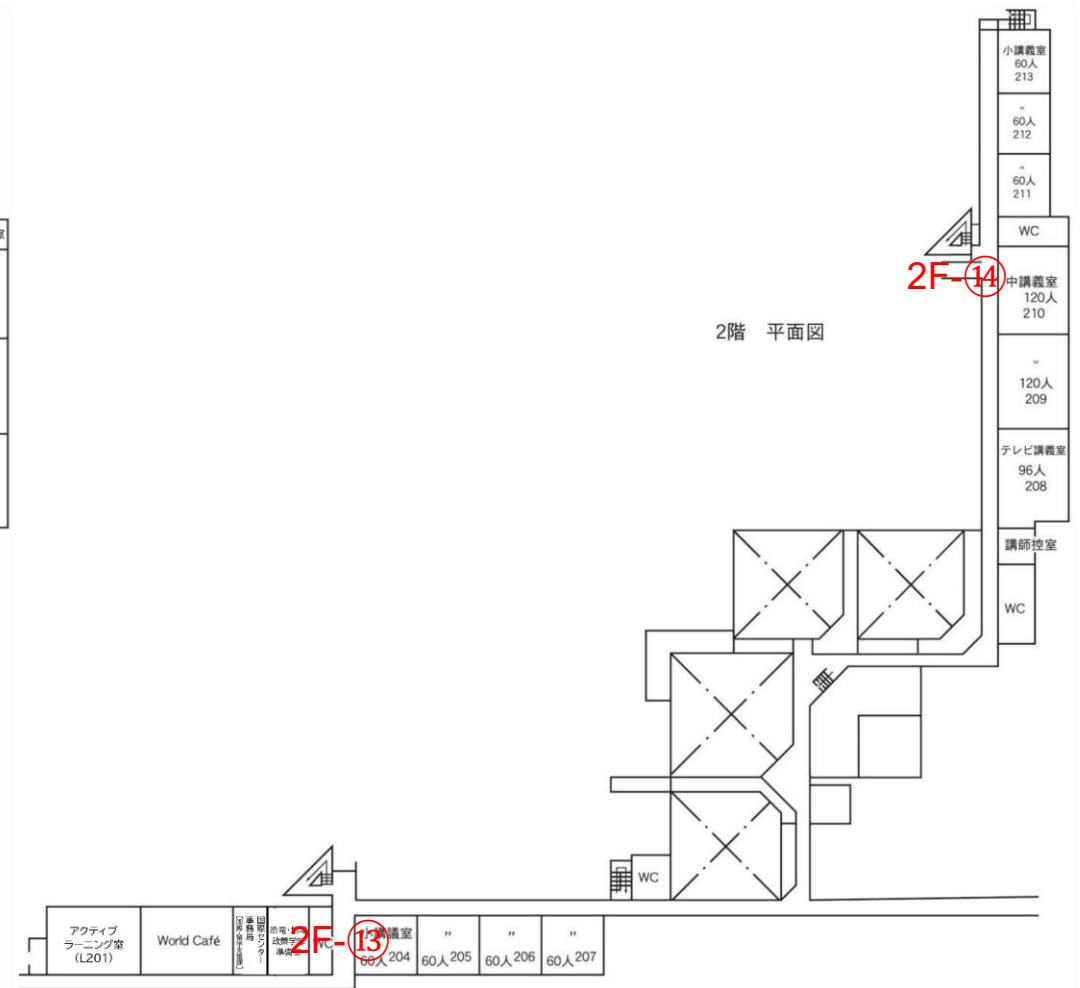 小講義室
60人
213
〃
60人
212
〃
60人
211
WC
2F-⑭
中講義室
120人
210
2階 平面図
〃
120人
209
テレビ講義室
96人
208
講師控室
WC
WC
アクティブ
ラーニング室
(L201)
World Café
国際センター
事務局
政策学部
準備室
WC
2F-⑬
小講議室
60人 204
〃
60人 205
〃
60人 206
〃
60人 207